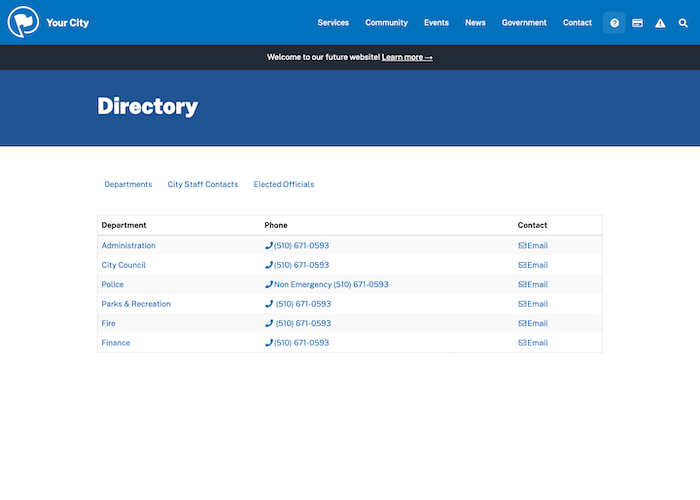 Your City
Services Community Events News Government Contact
Welcome to our future website! Learn more →
Directory
Departments City Staff Contacts Elected Officials
Department Phone Contact
Administration (510) 671-0593 Email
City Council (510) 671-0593 Email
Police Non Emergency (510) 671-0593 Email
Parks & Recreation (510) 671-0593 Email
Fire (510) 671-0593 Email
Finance (510) 671-0593 Email